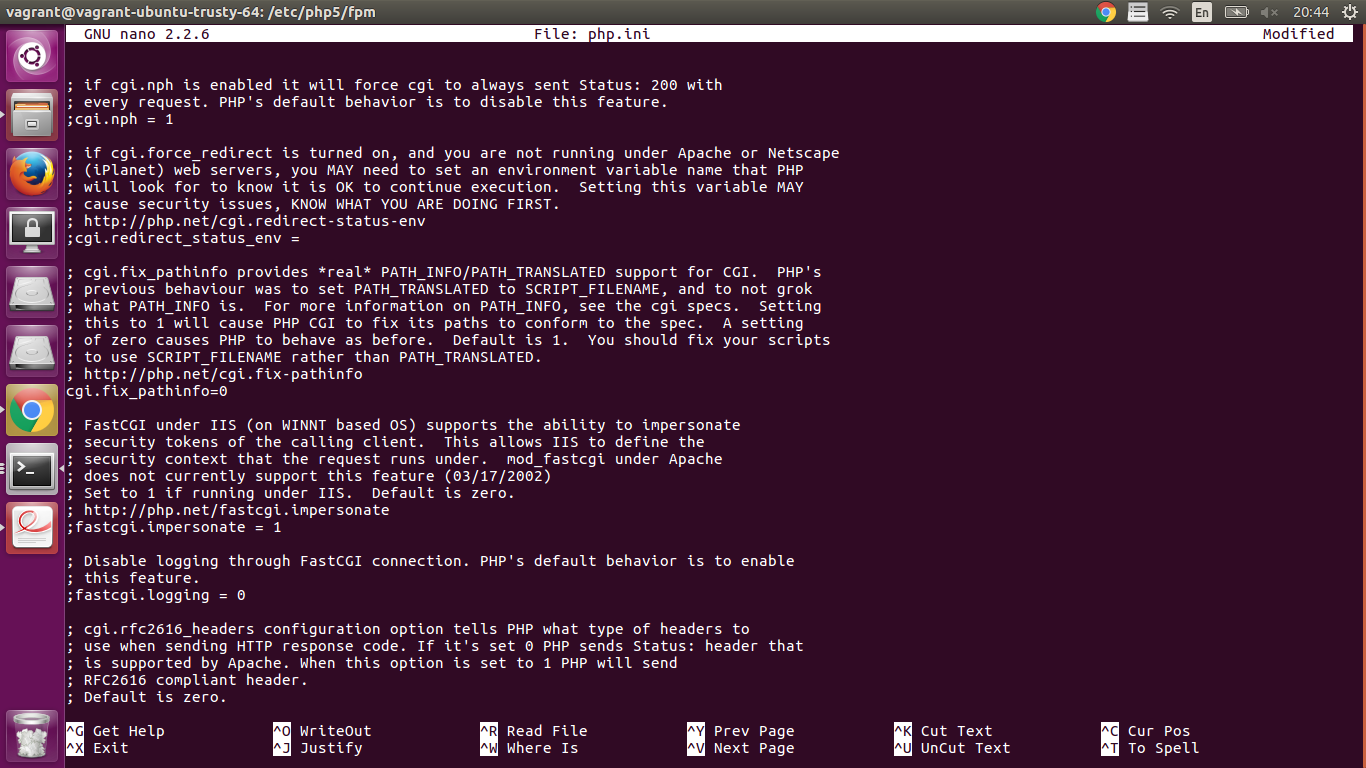 vagrant@vagrant-ubuntu-trusty-64: /etc/php5/fpm
En
20:44
GNU nano 2.2.6 File: php.ini Modified
; if cgi.nph is enabled it will force cgi to always sent Status: 200 with
; every request. PHP's default behavior is to disable this feature.
;cgi.nph = 1
; if cgi.force_redirect is turned on, and you are not running under Apache or Netscape
; (iPlanet) web servers, you MAY need to set an environment variable name that PHP
; will look for to know it is OK to continue execution.  Setting this variable MAY
; cause security issues, KNOW WHAT YOU ARE DOING FIRST.
; http://php.net/cgi.redirect-status-env
;cgi.redirect_status_env =
; cgi.fix_pathinfo provides *real* PATH_INFO/PATH_TRANSLATED support for CGI.  PHP's
; previous behaviour was to set PATH_TRANSLATED to SCRIPT_FILENAME, and to not grok
; what PATH_INFO is.  For more information on PATH_INFO, see the cgi specs.  Setting
; this to 1 will cause PHP CGI to fix its paths to conform to the spec.  A setting
; of zero causes PHP to behave as before.  Default is 1.  You should fix your scripts
; to use SCRIPT_FILENAME rather than PATH_TRANSLATED.
; http://php.net/cgi.fix-pathinfo
cgi.fix_pathinfo=0
; FastCGI under IIS (on WINNT based OS) supports the ability to impersonate
; security tokens of the calling client.  This allows IIS to define the
; security context that the request runs under.  mod_fastcgi under Apache
; does not currently support this feature (03/17/2002)
; Set to 1 if running under IIS.  Default is zero.
; http://php.net/fastcgi.impersonate
;fastcgi.impersonate = 1
; Disable logging through FastCGI connection. PHP's default behavior is to enable
; this feature.
;fastcgi.logging = 0
; cgi.rfc2616_headers configuration option tells PHP what type of headers to
; use when sending HTTP response code. If it's set 0 PHP sends Status: header that
; is supported by Apache. When this option is set to 1 PHP will send
; RFC2616 compliant header.
; Default is zero.
^G Get Help ^O WriteOut ^R Read File ^Y Prev Page ^K Cut Text ^C Cur Pos
^X Exit ^J Justify ^W Where Is ^V Next Page ^U UnCut Text ^T To Spell